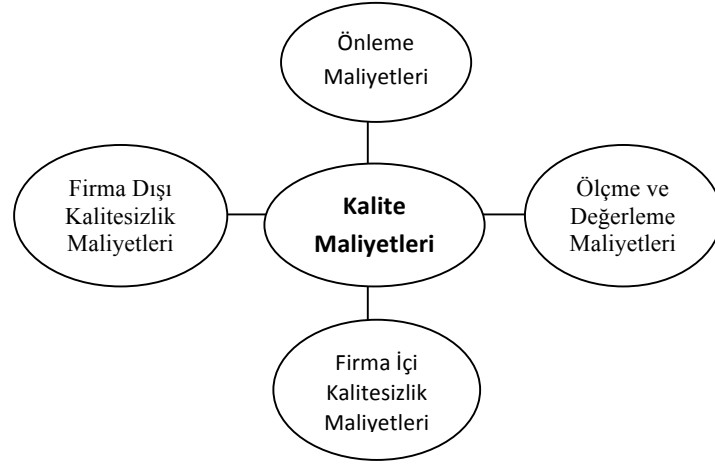 Önleme
Maliyetleri
Firma Dışı
Kalitesizlik
Maliyetleri
Kalite
Maliyetleri
Ölçme ve
Değerleme
Maliyetleri
Firma İçi
Kalitesizlik
Maliyetleri